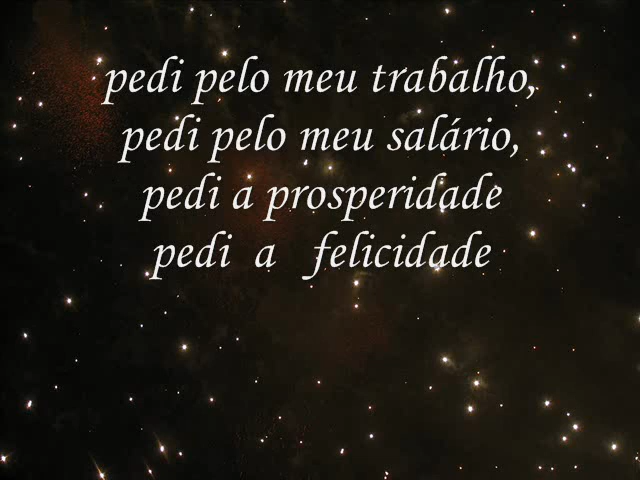 pedi pelo meu trabalho,
pedi pelo meu salário,
pedi a prosperidade
pedi a felicidade